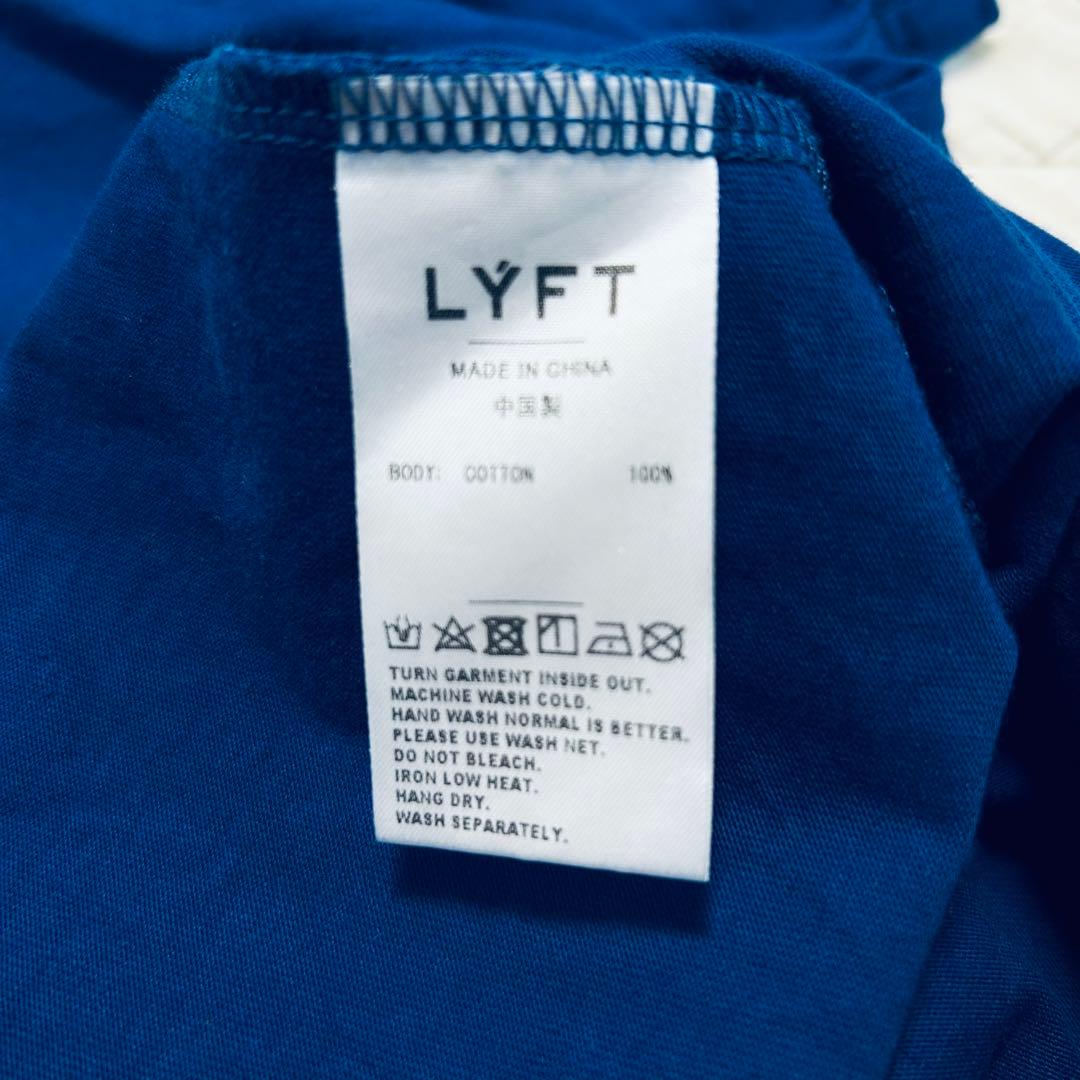 LÝFT
MADE IN CHINA
中国製
BODY: COTTON 100%
TURN GARMENT INSIDE OUT.
MACHINE WASH COLD.
HAND WASH NORMAL IS BETTER.
PLEASE USE WASH NET.
DO NOT BLEACH.
IRON LOW HEAT.
HANG DRY.
WASH SEPARATELY.